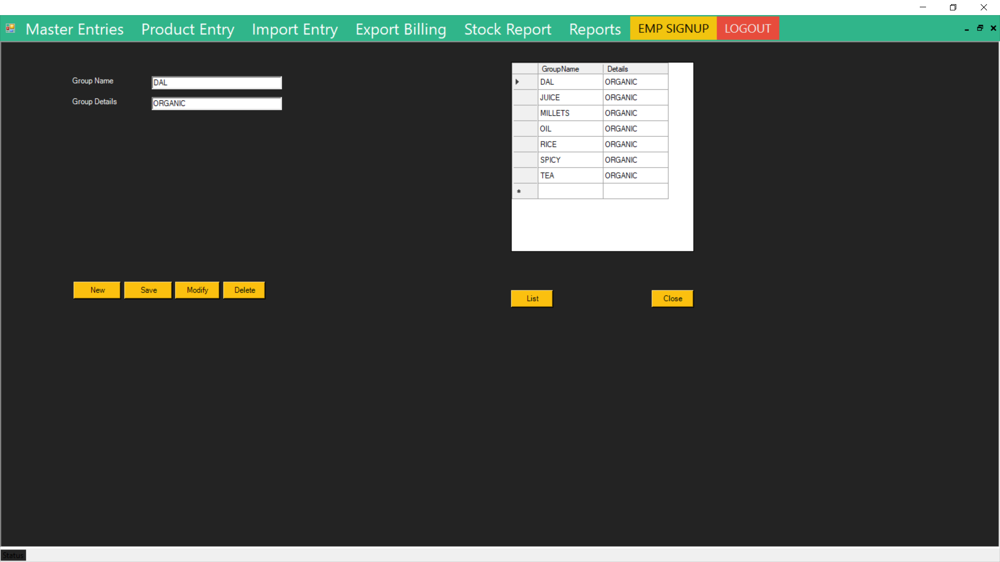 Master Entries Product Entry Import Entry Export Billing Stock Report Reports EMP SIGNUP LOGOUT
Group Name DAL
Group Details ORGANIC
GroupName Details
DAL ORGANIC
JUICE ORGANIC
MILLETS ORGANIC
OIL ORGANIC
RICE ORGANIC
SPICY ORGANIC
TEA ORGANIC
New Save Modify Delete
List Close
Status